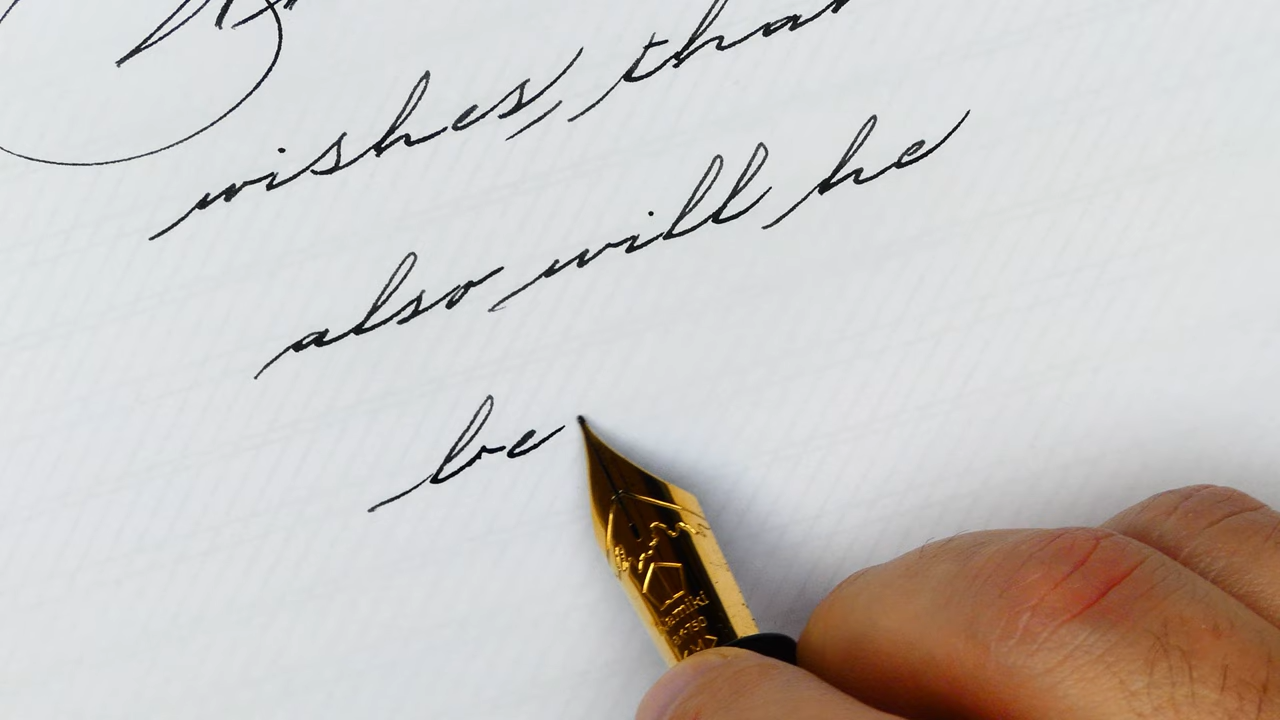 wishes, that
also will he
be